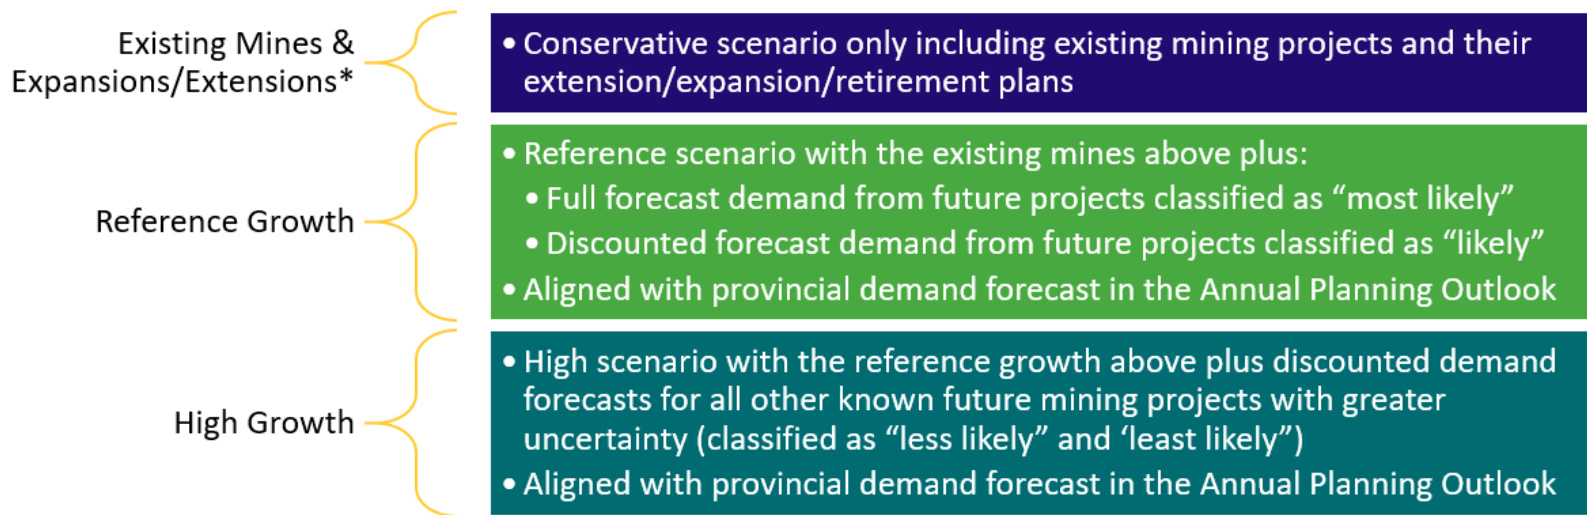 Existing Mines &
Expansions/Extensions*
• Conservative scenario only including existing mining projects and their
extension/expansion/retirement plans
Reference Growth
• Reference scenario with the existing mines above plus:
• Full forecast demand from future projects classified as “most likely”
• Discounted forecast demand from future projects classified as “likely”
• Aligned with provincial demand forecast in the Annual Planning Outlook
High Growth
• High scenario with the reference growth above plus discounted demand
forecasts for all other known future mining projects with greater
uncertainty (classified as “less likely” and ‘least likely”)
• Aligned with provincial demand forecast in the Annual Planning Outlook